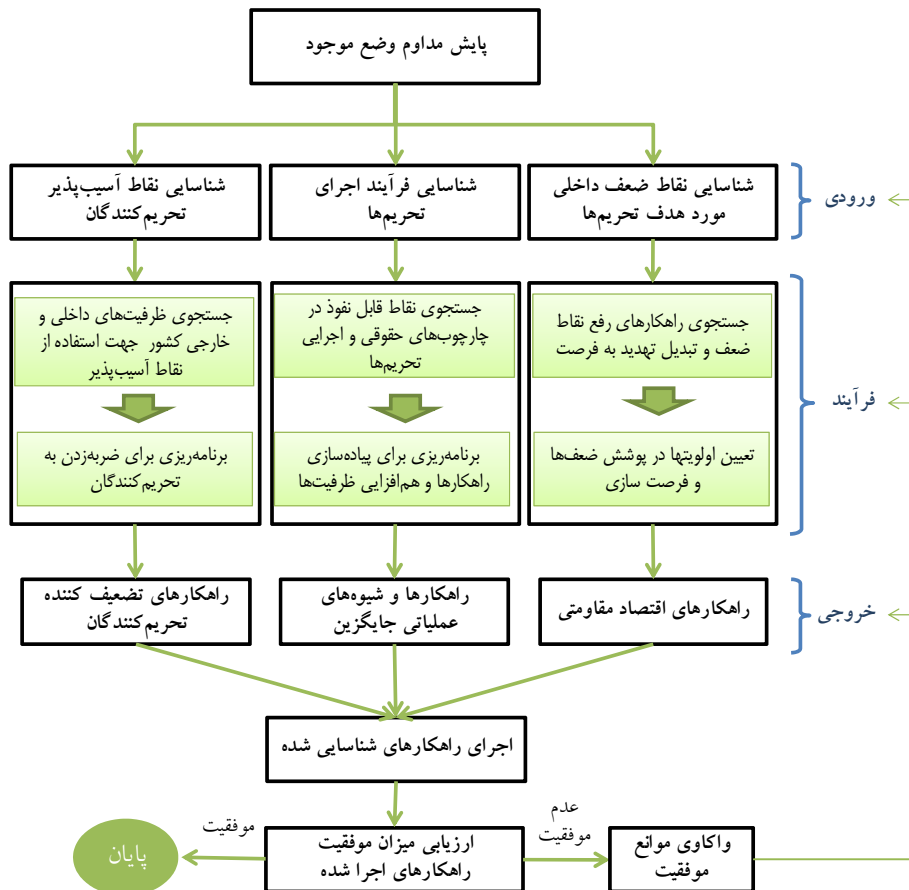 پایش مداوم وضع موجود
شناسایی نقاط ضعف داخلی
مورد هدف تحریم‌ها
شناسایی فرآیند اجرای
تحریم‌ها
شناسایی نقاط آسیب‌پذیر
تحریم‌کنندگان
ورودی
جستجوی راهکارهای رفع نقاط
ضعف و تبدیل تهدید به فرصت
جستجوی نقاط قابل نفوذ در
چارچوب‌های حقوقی و اجرایی
تحریم‌ها
جستجوی ظرفیت‌های داخلی و
خارجی کشور جهت استفاده از
نقاط آسیب‌پذیر
فرآیند
تعیین اولویتها در پوشش ضعف‌ها
و فرصت سازی
برنامه‌ریزی برای پیاده‌سازی
راهکارها و هم‌افزایی ظرفیت‌ها
برنامه‌ریزی برای ضربه‌زدن به
تحریم‌کنندگان
راهکارهای اقتصاد مقاومتی
راهکارها و شیوه‌های
عملیاتی جایگزین
راهکارهای تضعیف کننده
تحریم‌کنندگان
خروجی
اجرای راهکارهای شناسایی شده
عدم
موفقیت
موفقیت
واکاوی موانع
موفقیت
ارزیابی میزان موفقیت
راهکارهای اجرا شده
پایان